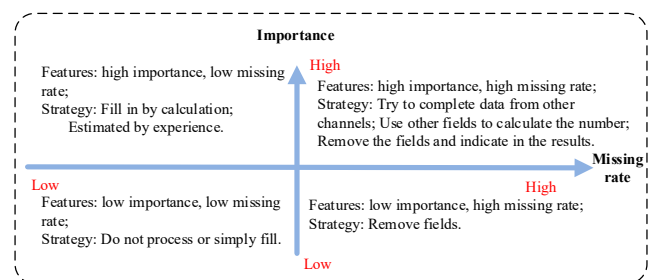 Importance
High
Features: high importance, low missing
rate;
Strategy: Fill in by calculation;
Estimated by experience.
Features: high importance, high missing rate;
Strategy: Try to complete data from other
channels; Use other fields to calculate the number;
Remove the fields and indicate in the results.
Missing
rate
Low
High
Features: low importance, low missing
rate;
Strategy: Do not process or simply fill.
Features: low importance, high missing rate;
Strategy: Remove fields.
Low